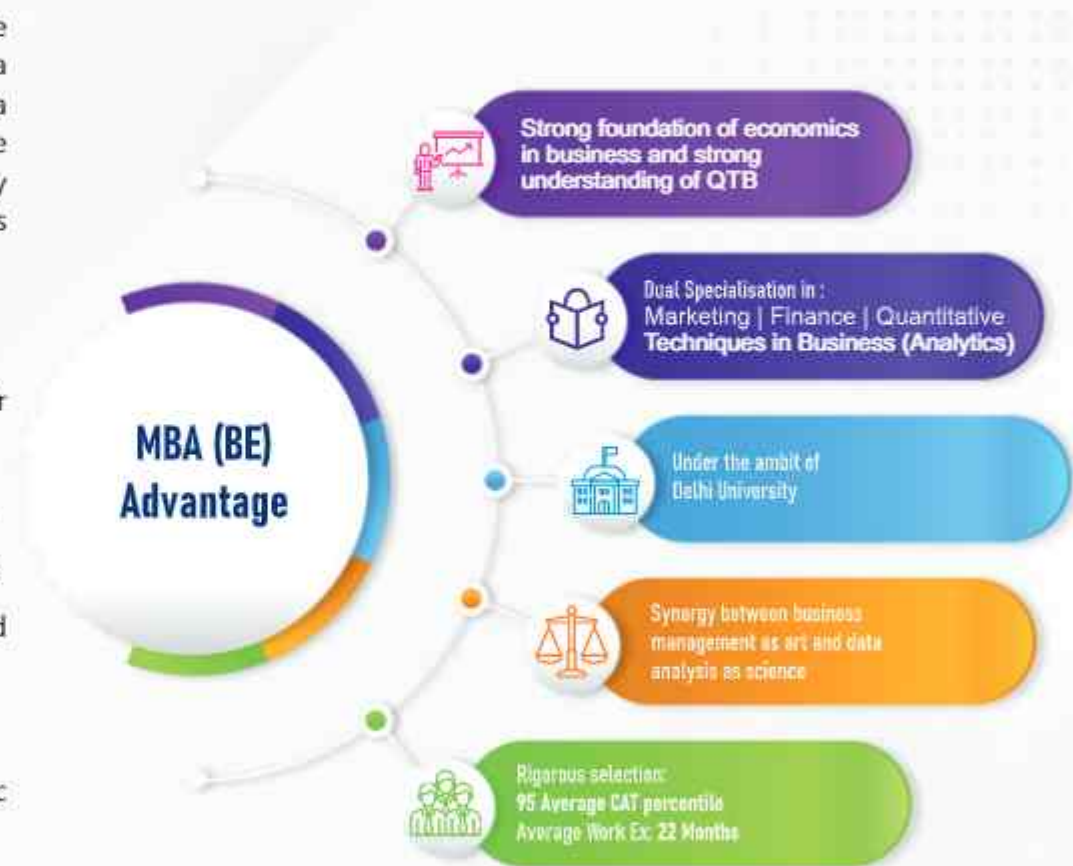 e
a
a
e
y
s
r
d
c
MBA (BE)
Advantage
Strong foundation of economics
in business and strong
understanding of QTB
Dual Specialisation in :
Marketing | Finance | Quantitative
Techniques in Business (Analytics)
Under the ambit of
Delhi University
Synergy between business
management as art and data
analysis as science
Rigorous selection:
95 Average CAT percentile
Average Work Ex: 22 Months